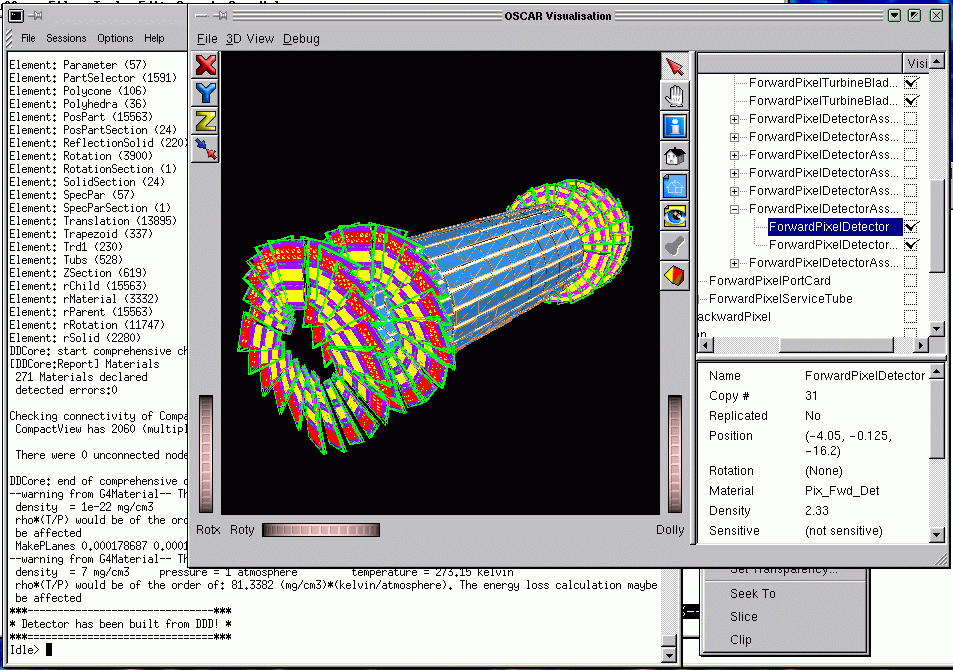 OSCAR Visualisation
File Sessions Options Help
File 3D View Debug
Element: Parameter (57)
Element: PartSelector (1591)
Element: Polycone (106)
Element: Polyhedra (36)
Element: PosPart (15563)
Element: PosPartSection (24)
Element: ReflectionSolid (220)
Element: Rotation (3900)
Element: RotationSection (1)
Element: SolidSection (24)
Element: SpecPar (57)
Element: SpecParSection (1)
Element: Translation (13895)
Element: Trapezoid (337)
Element: Trd1 (230)
Element: Tubs (528)
Element: ZSection (619)
Element: rChild (15563)
Element: rMaterial (3332)
Element: rParent (15563)
Element: rRotation (11747)
Element: rSolid (2280)
DDCore: start comprehensive ch
[DDCore:Report] Materials
271 Materials declared
detected errors:0
Checking connectivity of Compa
CompactView has 2060 (multipl
There were 0 unconnected node
DDCore: end of comprehensive c
--warning from G4Material-- Th
density = 1e-22 mg/cm3
rho*(T/P) would be of the ord
be affected
MakePlanes 0.000178687 0.0001
--warning from G4Material-- Th
density = 7 mg/cm3 pressure = 1 atmosphere temperature = 273.15 kelvin
rho*(T/P) would be of the order of: 81.3382 (mg/cm3)*(kelvin/atmosphere). The energy loss calculation maybe
be affected
***-----------------------------***
* Detector has been built from DDD! *
***=============================***
Idle>
X
Y
Z
Rotx Roty
Dolly
Visi
ForwardPixelTurbineBlad...
ForwardPixelTurbineBlad...
ForwardPixelDetectorAss...
ForwardPixelDetectorAss...
ForwardPixelDetectorAss...
ForwardPixelDetectorAss...
ForwardPixelDetectorAss...
ForwardPixelDetectorAss...
ForwardPixelDetector
ForwardPixelDetector...
ForwardPixelDetectorAss...
ForwardPixelPortCard
ForwardPixelServiceTube
ackwardPixel
Name ForwardPixelDetector
Copy # 31
Replicated No
Position (-4.05, -0.125,
-16.2)
Rotation (None)
Material Pix_Fwd_Det
Density 2.33
Sensitive (not sensitive)
Set Transparency...
Seek To
Slice
Clip